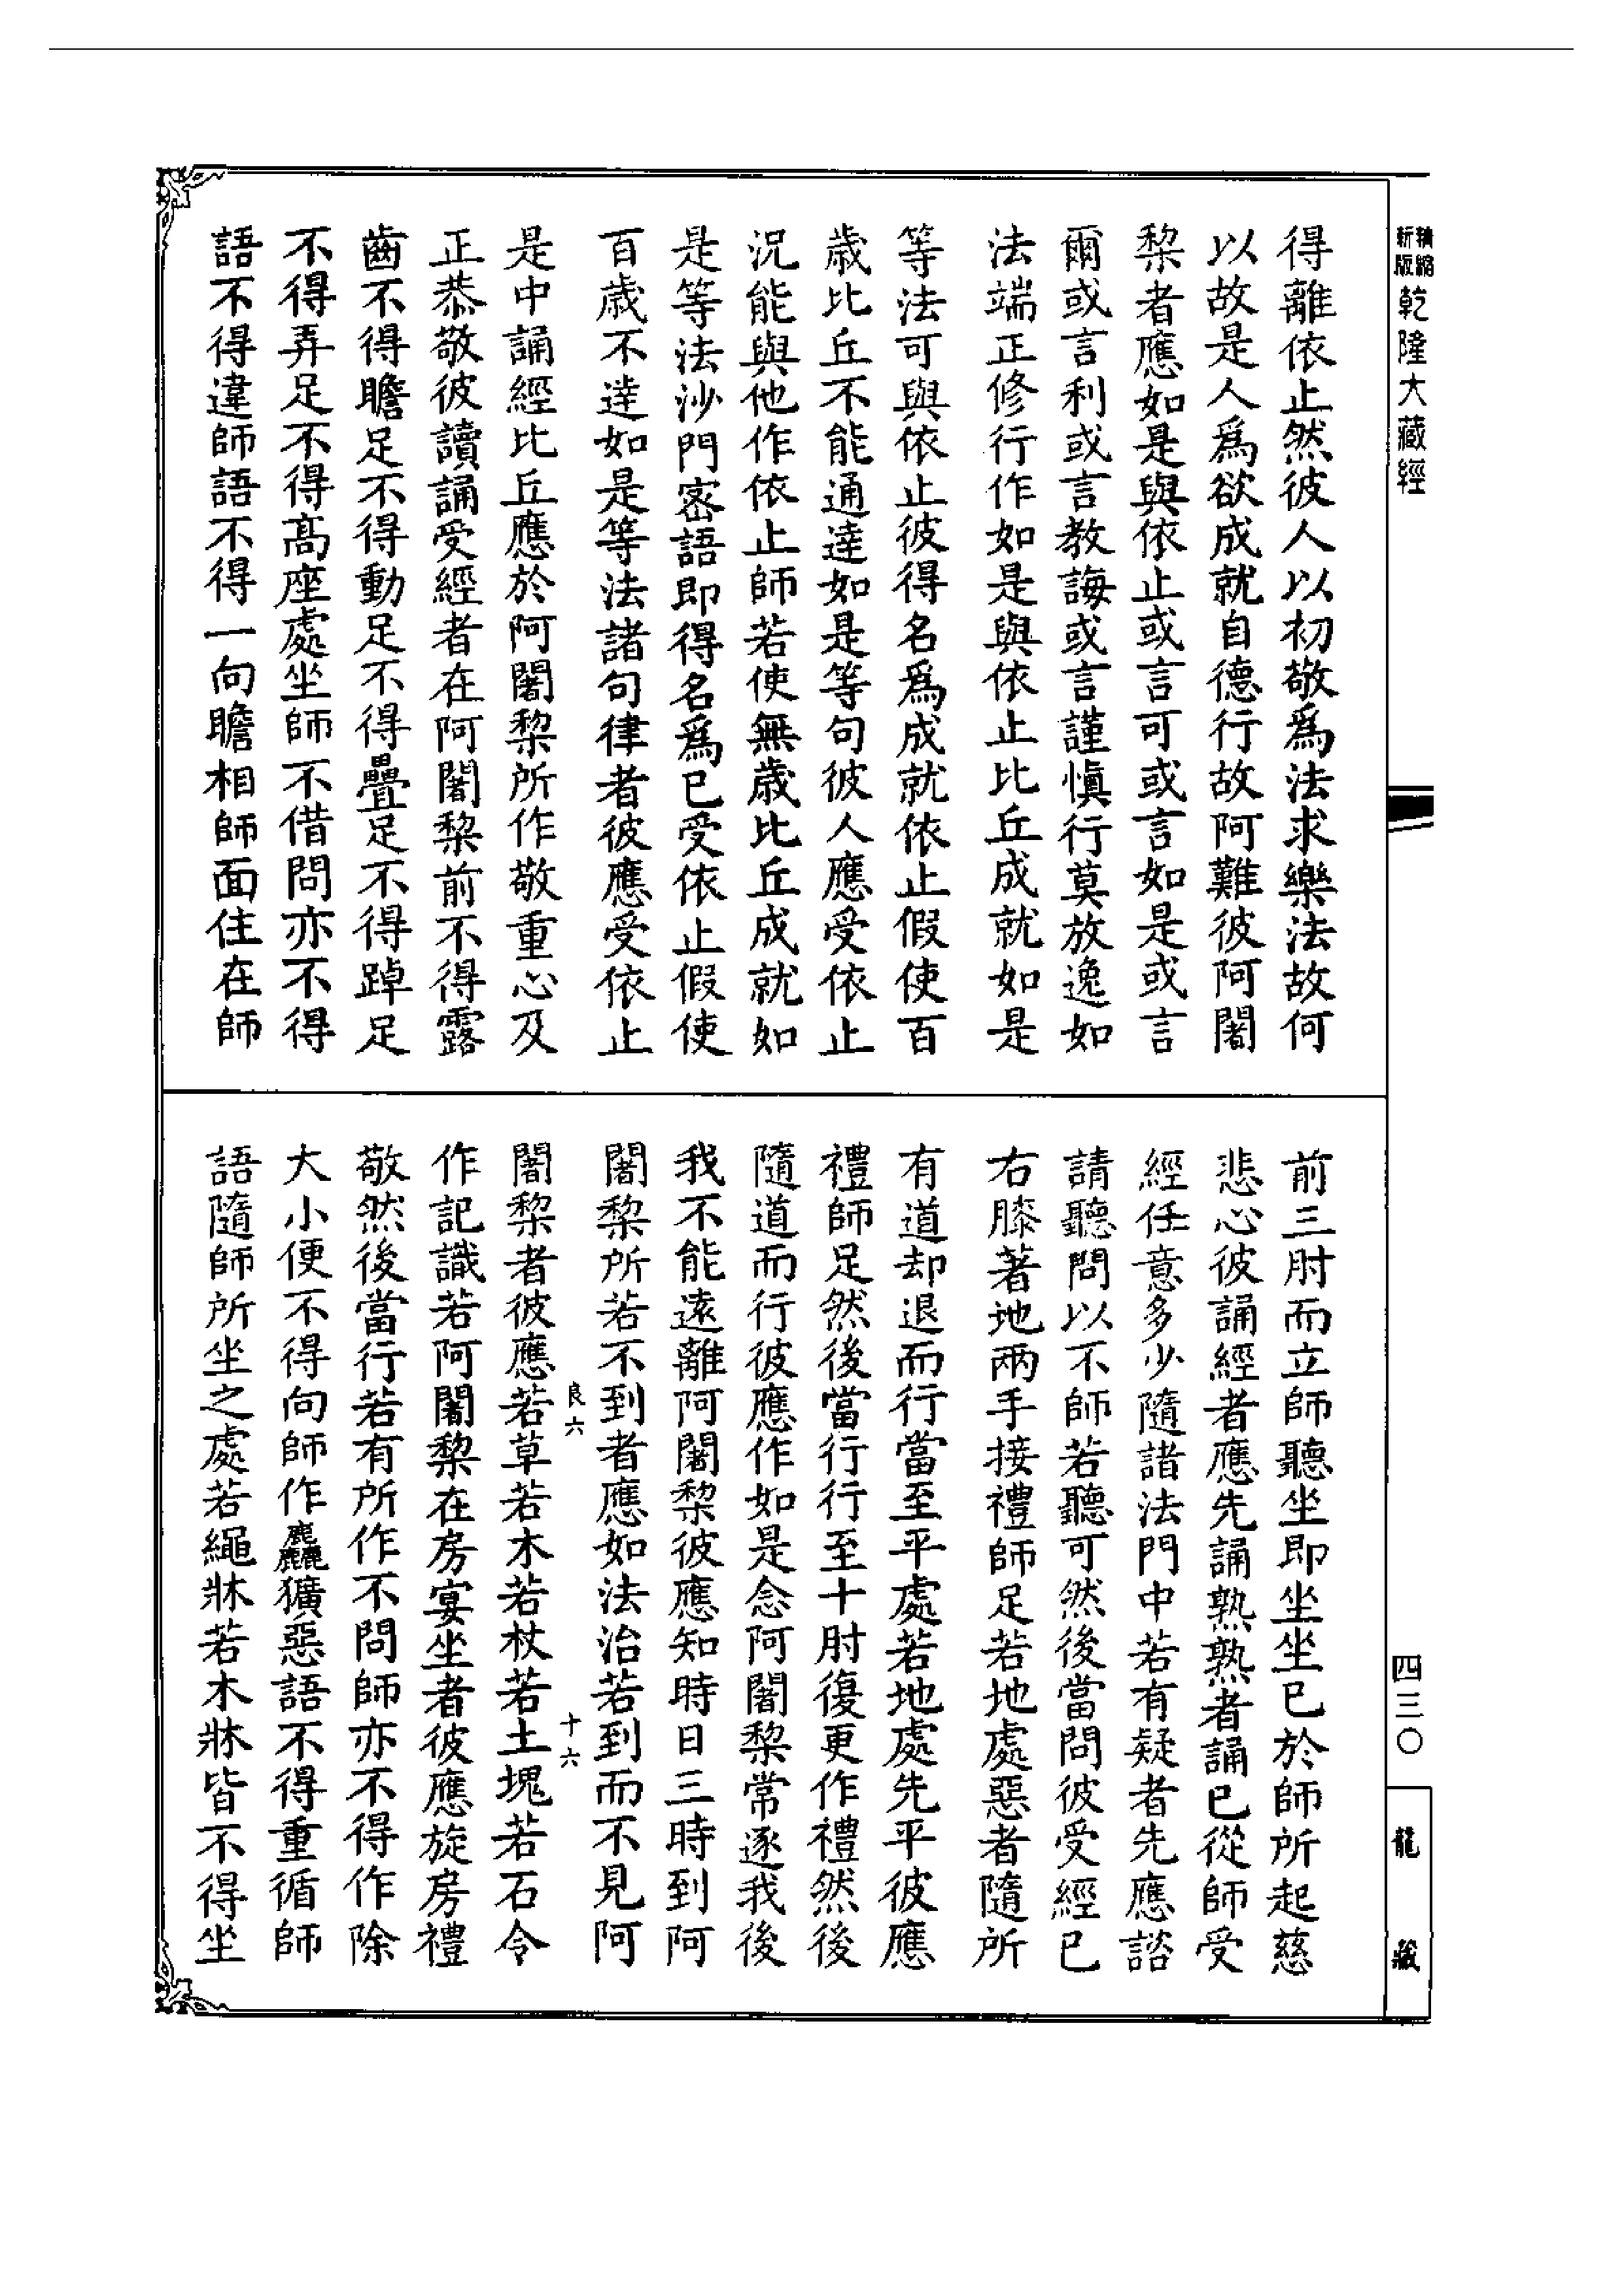 精縮新版乾隆大藏經
得離依止然彼人以初敬爲法求樂法故何
以故是人爲欲成就自德行故阿難彼阿闍
棃者應如是與依止或言可或言如是或言
爾或言利或言教誨或言謹愼行莫放逸如
法端正修行作如是與依止比丘成就如是
等法可與依止彼得名爲成就依止假使百
歲比丘不能通達如是等句彼人應受依止
況能與他作依止師若使無歲比丘成就如
是等法沙門密語即得名爲已受依止假使
百歲不達如是等法諸句律者彼應受依止
是中誦經比丘應於阿闍棃所作敬重心及
正恭敬彼讀誦受經者在阿闍棃前不得露
齒不得瞻足不得動足不得疊足不得踔足
不得弄足不得高座處坐師不借問亦不得
語不得違師語不得一向瞻相師面住在師
前三肘而立師聽坐即坐坐已於師所起慈
悲心彼誦經者應先誦熟熟者誦已從師受
經任意多少隨諸法門中若有疑者先應諮
請聽問以不師若聽可然後當問彼受經已
右膝著地兩手接禮師足若地處惡者隨所
有道却退而行當至平處若地處先平彼應
禮師足然後當行行至十肘復更作禮然後
隨道而行彼應作如是念阿闍棃常逐我後
我不能遠離阿闍棃彼應知時日三時到阿
闍棃所若不到者應如法治若到而不見阿
良六
十六
闍棃者彼應若草若木若杖若土塊若石令
作記識若阿闍棃在房宴坐者彼應旋房禮
敬然後當行若有所作不問師亦不得作除
大小便不得向師作麤獷惡語不得重循師
語隨師所坐之處若繩牀若木牀皆不得坐
四三〇
龍藏